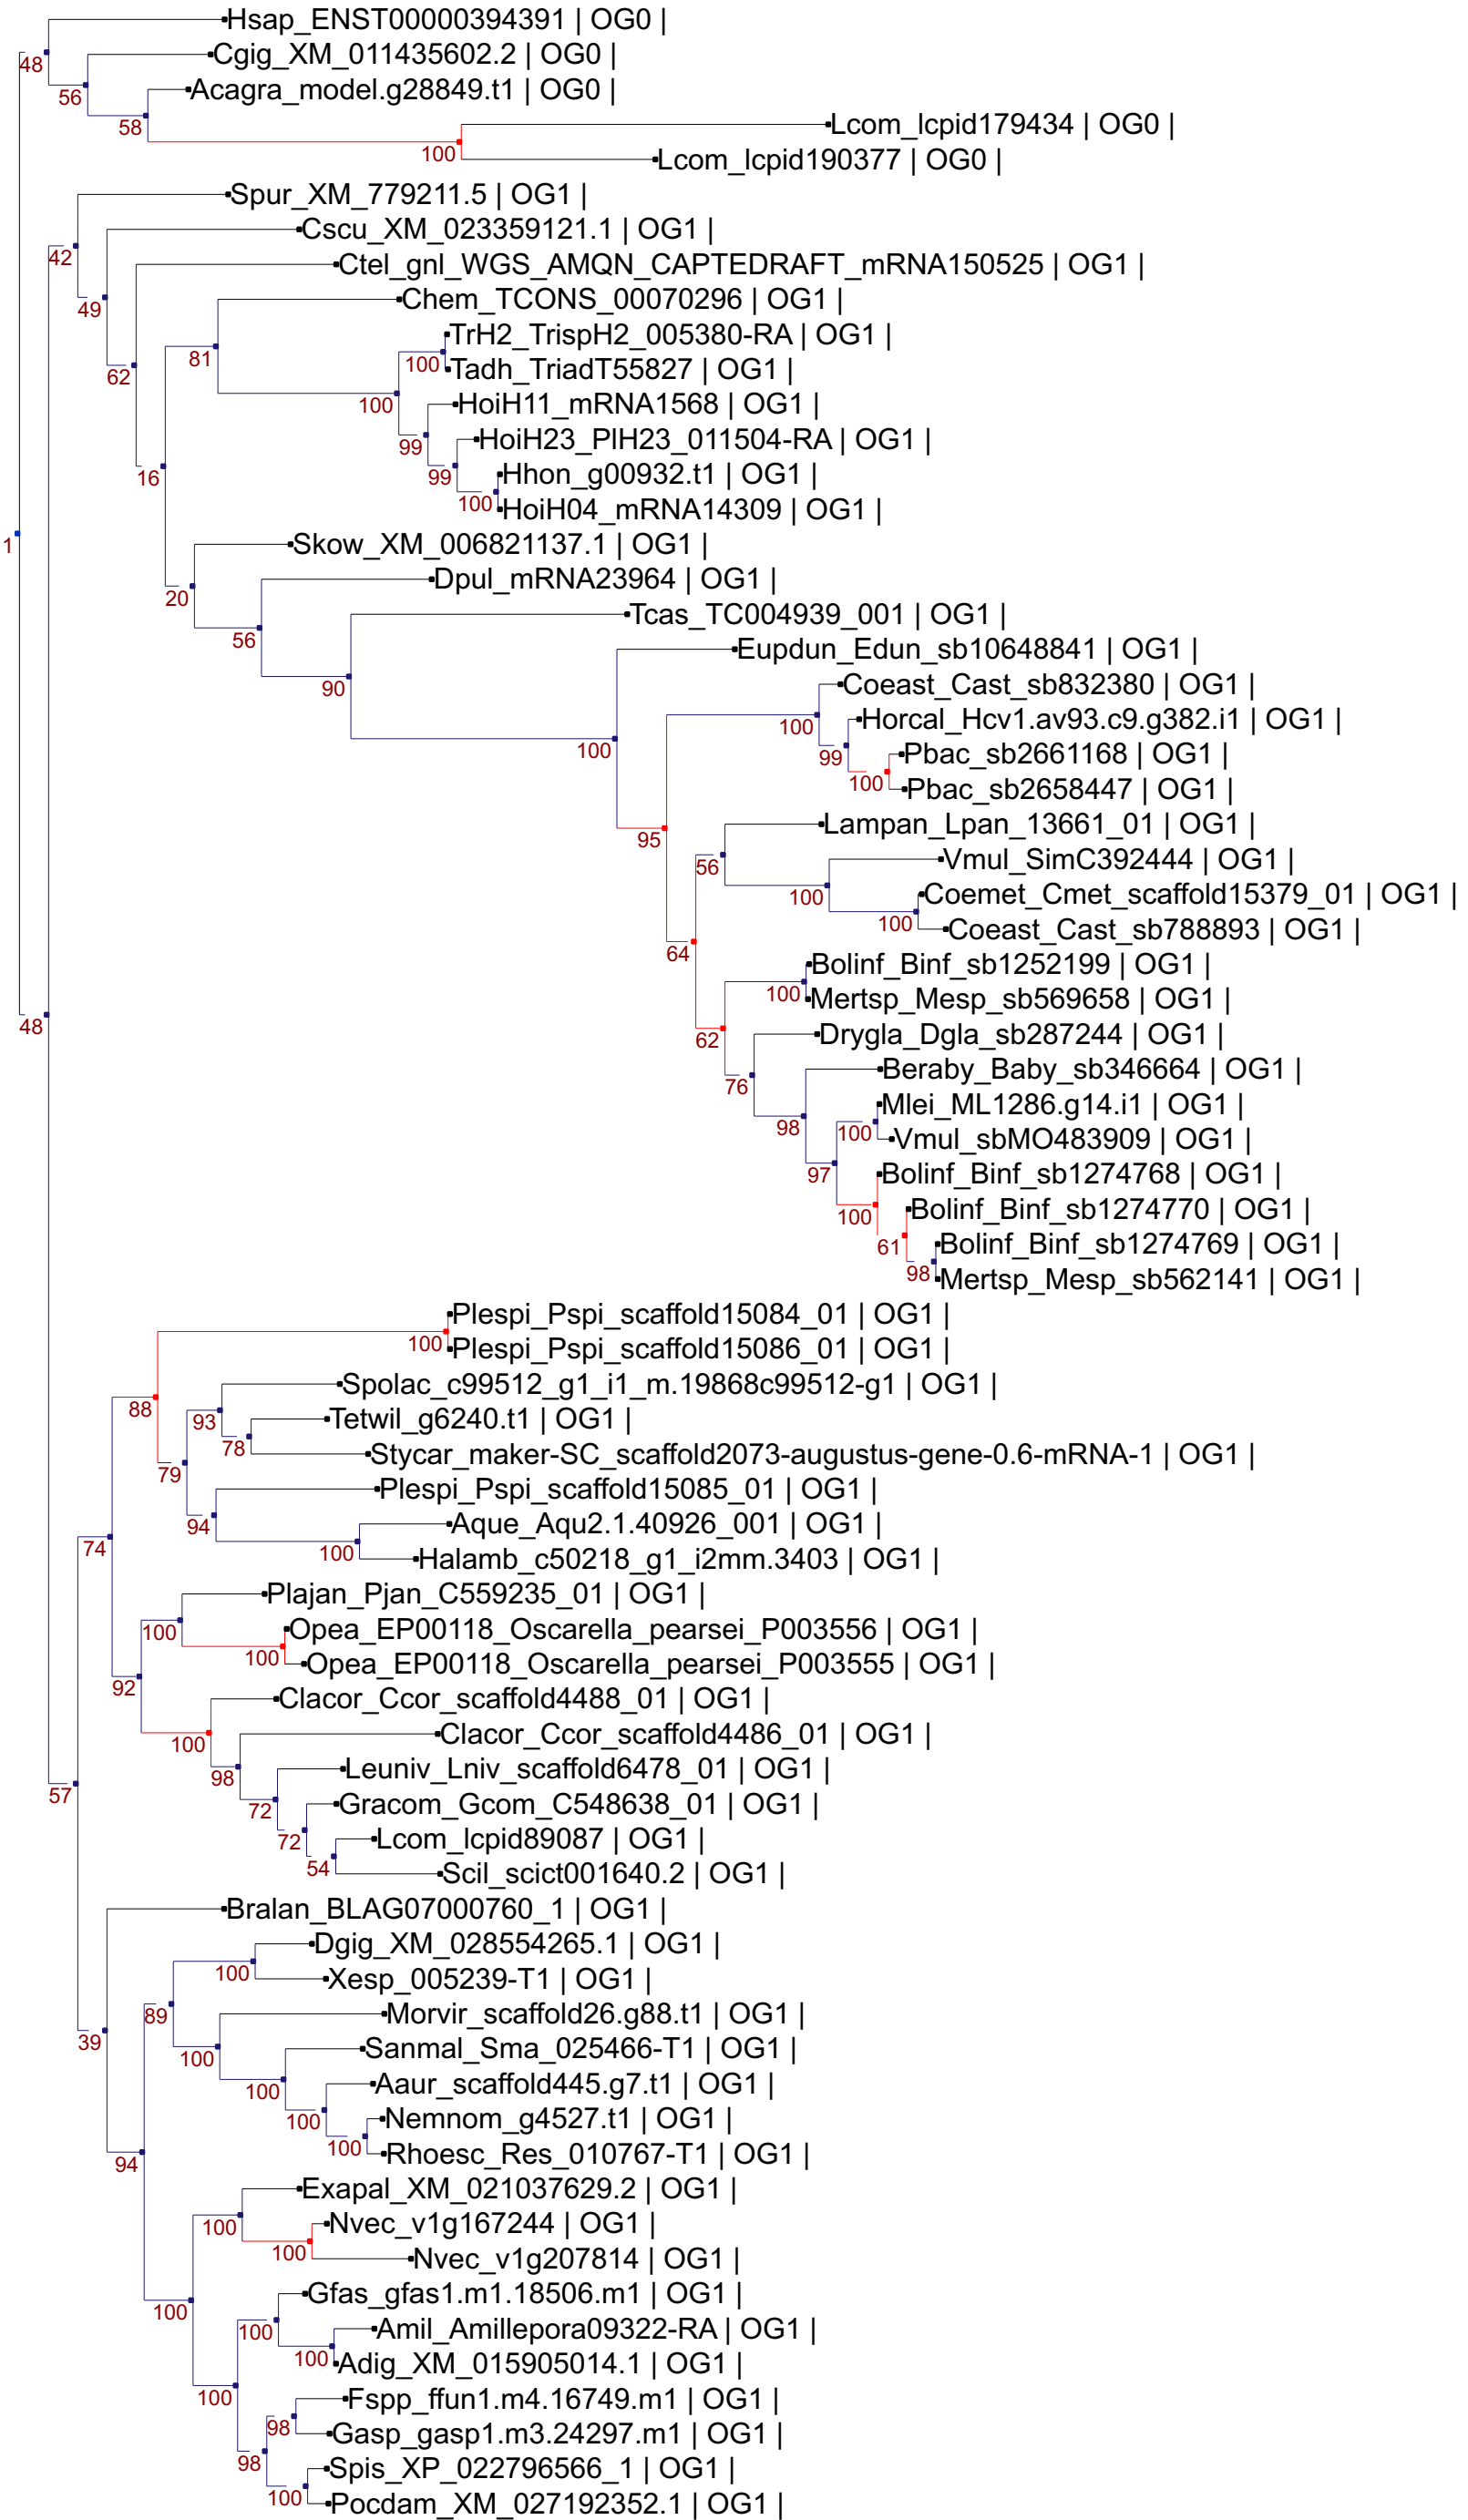 Hsap_ENST00000394391 | OG0 |
Cgig_XM_011435602.2 | OG0 |
48
Acagra_model.g28849.t1 | OG0 |
56
58
Lcom_lcpid179434 | OG0 |
100
Lcom_lcpid190377 | OG0 |
Spur_XM_779211.5 | OG1 |
Cscu_XM_023359121.1 | OG1 |
42
Ctel_gnl_WGS_AMQN_CAPTEDRAFT_mRNA150525 | OG1 |
Chem_TCONS_00070296 | OG1 |
49
TrH2_TrispH2_005380-RA | OG1 |
81
100
Tadh_TriadT55827 | OG1 |
62
HoiH11_mRNA1568 | OG1 |
100
HoiH23_PlH23_011504-RA | OG1 |
99
Hhon_g00932.t1 | OG1 |
99
16
100
HoiH04_mRNA14309 | OG1 |
1
Skow_XM_006821137.1 | OG1 |
Dpul_mRNA23964 | OG1 |
20
Tcas_TC004939_001 | OG1 |
56
Eupdun_Edun_sb10648841 | OG1 |
90
Coeast_Cast_sb832380 | OG1 |
Horcal_Hcv1.av93.c9.g382.i1 | OG1 |
100
100
Pbac_sb2661168 | OG1 |
99
100
Pbac_sb2658447 | OG1 |
Lampan_Lpan_13661_01 | OG1 |
95
Vmul_SimC392444 | OG1 |
56
Coemet_Cmet_scaffold15379_01 | OG1 |
100
100
Coeast_Cast_sb788893 | OG1 |
64
Bolinf_Binf_sb1252199 | OG1 |
100
Mertsp_Mesp_sb569658 | OG1 |
48
Drygla_Dgla_sb287244 | OG1 |
62
Beraby_Baby_sb346664 | OG1 |
76
Mlei_ML1286.g14.i1 | OG1 |
98
100
Vmul_sbMO483909 | OG1 |
97
Bolinf_Binf_sb1274768 | OG1 |
100
Bolinf_Binf_sb1274770 | OG1 |
61
Bolinf_Binf_sb1274769 | OG1 |
98
Mertsp_Mesp_sb562141 | OG1 |
Plespi_Pspi_scaffold15084_01 | OG1 |
100
Plespi_Pspi_scaffold15086_01 | OG1 |
Spolac_c99512_g1_i1_m.19868c99512-g1 | OG1 |
88
93
Tetwil_g6240.t1 | OG1 |
78
Stycar_maker-SC_scaffold2073-augustus-gene-0.6-mRNA-1 | OG1 |
79
Plespi_Pspi_scaffold15085_01 | OG1 |
94
Aque_Aqu2.1.40926_001 | OG1 |
74
100
Halamb_c50218_g1_i2mm.3403 | OG1 |
Plajan_Pjan_C559235_01 | OG1 |
100
Opea_EP00118_Oscarella_pearsei_P003556 | OG1 |
100
Opea_EP00118_Oscarella_pearsei_P003555 | OG1 |
92
Clacor_Ccor_scaffold4488_01 | OG1 |
100
Clacor_Ccor_scaffold4486_01 | OG1 |
98
Leuniv_Lniv_scaffold6478_01 | OG1 |
57
72
Gracom_Gcom_C548638_01 | OG1 |
72
Lcom_lcpid89087 | OG1 |
54
Scil_scict001640.2 | OG1 |
Bralan_BLAG07000760_1 | OG1 |
Dgig_XM_028554265.1 | OG1 |
100
Xesp_005239-T1 | OG1 |
89
Morvir_scaffold26.g88.t1 | OG1 |
39
Sanmal_Sma_025466-T1 | OG1 |
100
Aaur_scaffold445.g7.t1 | OG1 |
100
100
Nemnom_g4527.t1 | OG1 |
100
Rhoesc_Res_010767-T1 | OG1 |
94
Exapal_XM_021037629.2 | OG1 |
100
Nvec_v1g167244 | OG1 |
100
Nvec_v1g207814 | OG1 |
Gfas_gfas1.m1.18506.m1 | OG1 |
100
100
Amil_Amillepora09322-RA | OG1 |
100
Adig_XM_015905014.1 | OG1 |
100
Fspp_ffun1.m4.16749.m1 | OG1 |
98
Gasp_gasp1.m3.24297.m1 | OG1 |
98
Spis_XP_022796566_1 | OG1 |
100
Pocdam_XM_027192352.1 | OG1 |